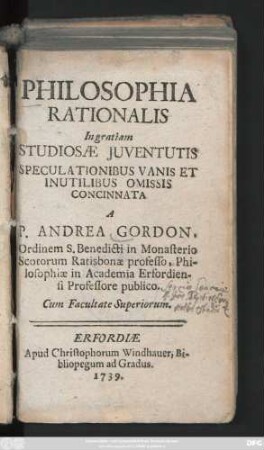 PHILOSOPHIA
RATIONALIS
In gratiam
STUDIOSÆ JUVENTUTIS
SPECULATIONIBUS VANIS ET
INUTILIBUS OMISSIS
CONCINNATA
A
P. ANDREA GORDON,
Ordinem S. Benedicti in Monasterio
Scotorum Ratisbonæ professo, Phi-
losophiæ in Academia Erfordien-
si Professore publico.
Cum Facultate Superiorum.
ERFORDIÆ
Apud Christophorum Windhauer, Bi-
bliopegum ad Gradus.
1739.